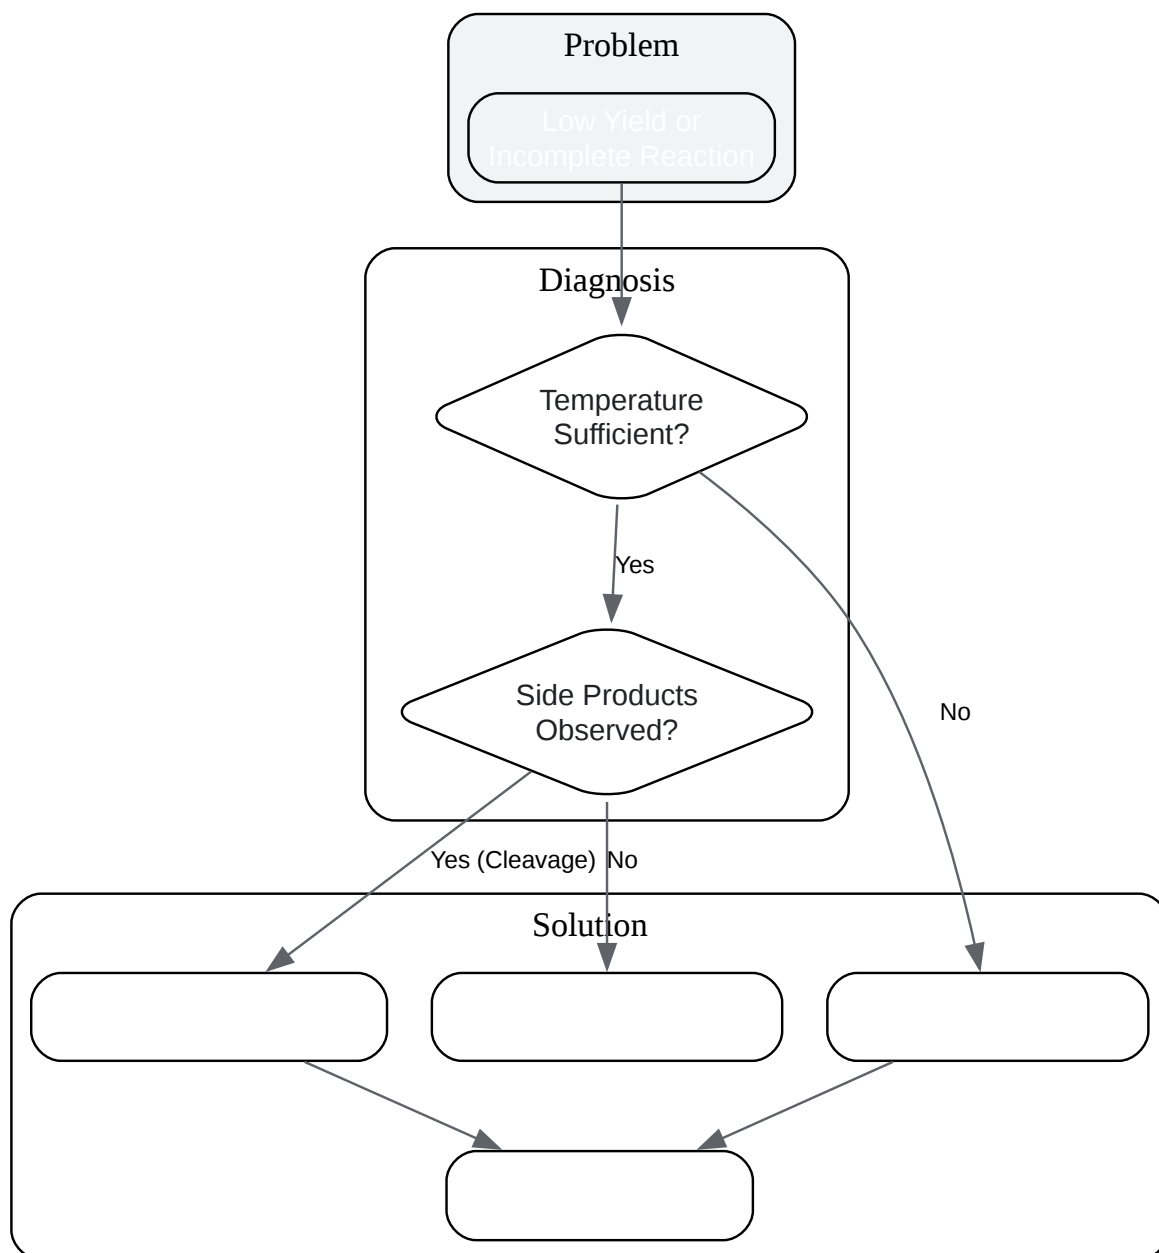 Problem
Low Yield or
Incomplete Reaction
Diagnosis
Temperature
Sufficient?
Yes
Side Products
Observed?
No
Yes (Cleavage)
No
Solution